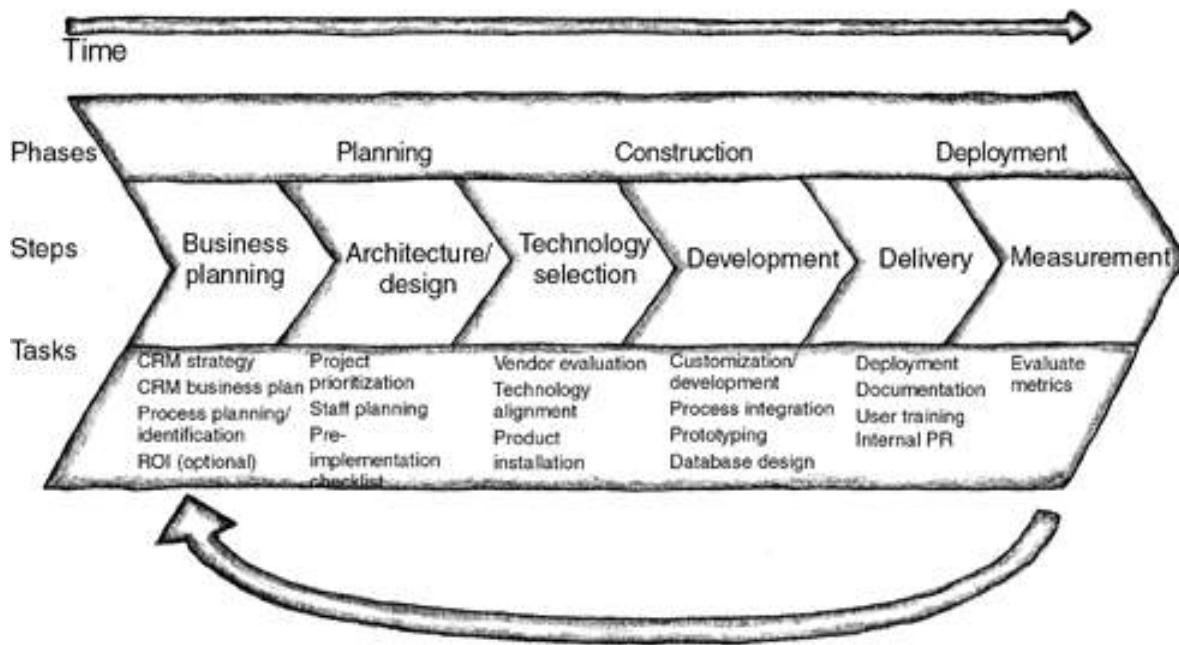 Time
Phases
Planning
Construction
Deployment
Steps
Business
planning
Architecture/
design
Technology
selection
Development
Delivery
Measurement
Tasks
CRM strategy
CRM business plan
Process planning/
identification
ROI (optional)
Project
prioritization
Staff planning
Pre-
implementation
checklist
Vendor evaluation
Technology
alignment
Product
installation
Customization/
development
Process integration
Prototyping
Database design
Deployment
Documentation
User training
Internal PR
Evaluate
metrics